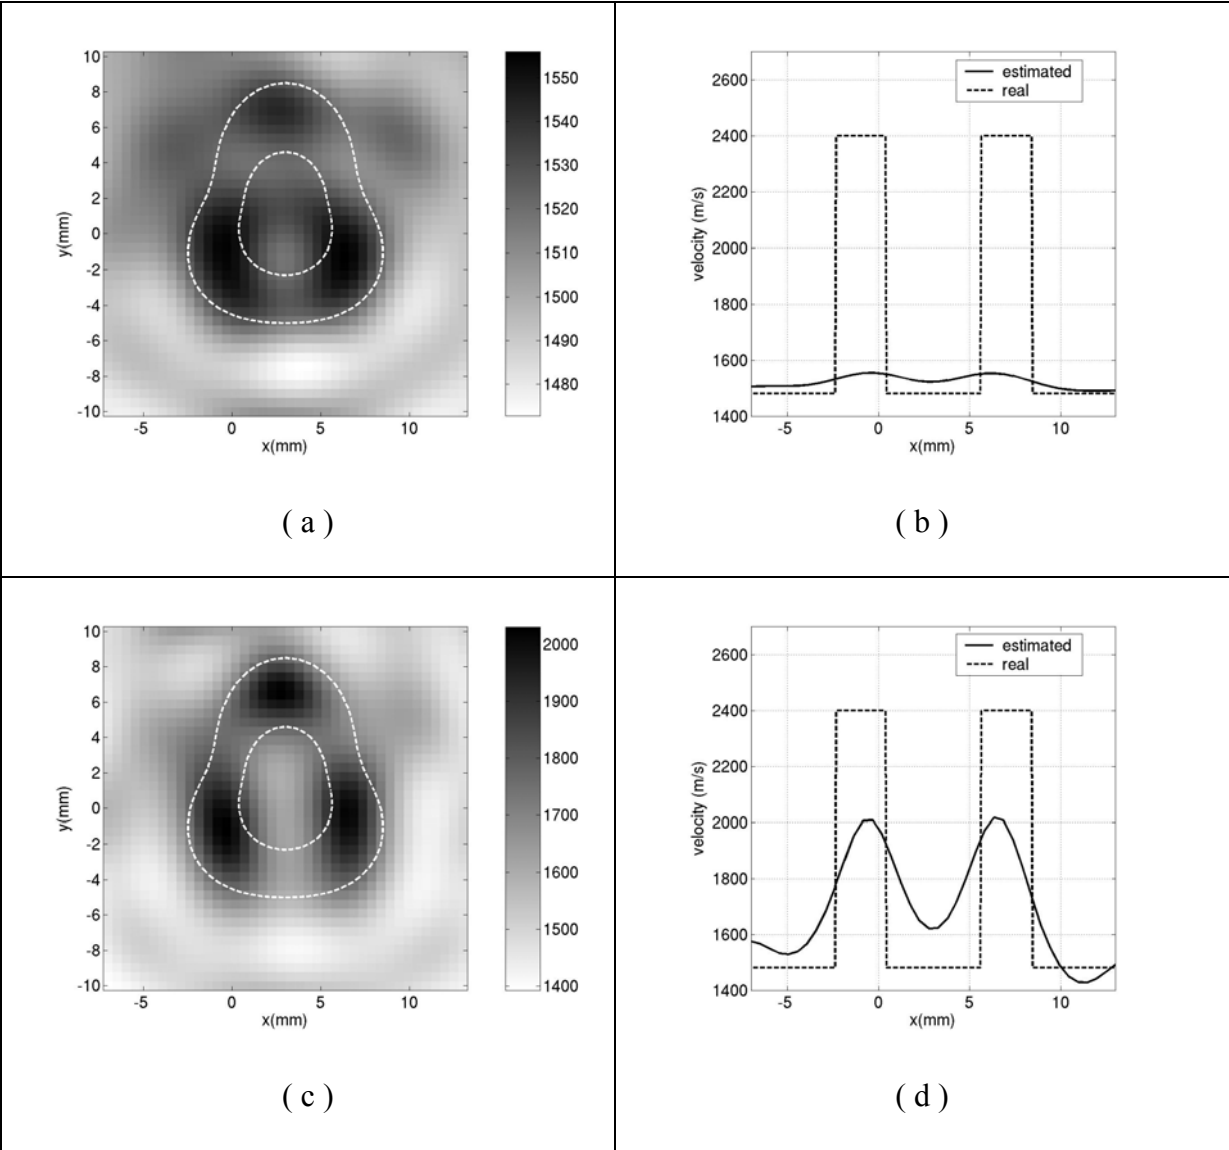 10
8
6
4
2
0
-2
-4
-6
-8
-10
y(mm)
-5 0 5 10
x(mm)
1550
1540
1530
1520
1510
1500
1490
1480
( a )
estimated
real
2600
2400
2200
2000
1800
1600
1400
velocity (m/s)
-5 0 5 10
x(mm)
( b )
10
8
6
4
2
0
-2
-4
-6
-8
-10
y(mm)
-5 0 5 10
x(mm)
2000
1900
1800
1700
1600
1500
1400
( c )
estimated
real
2600
2400
2200
2000
1800
1600
1400
velocity (m/s)
-5 0 5 10
x(mm)
( d )